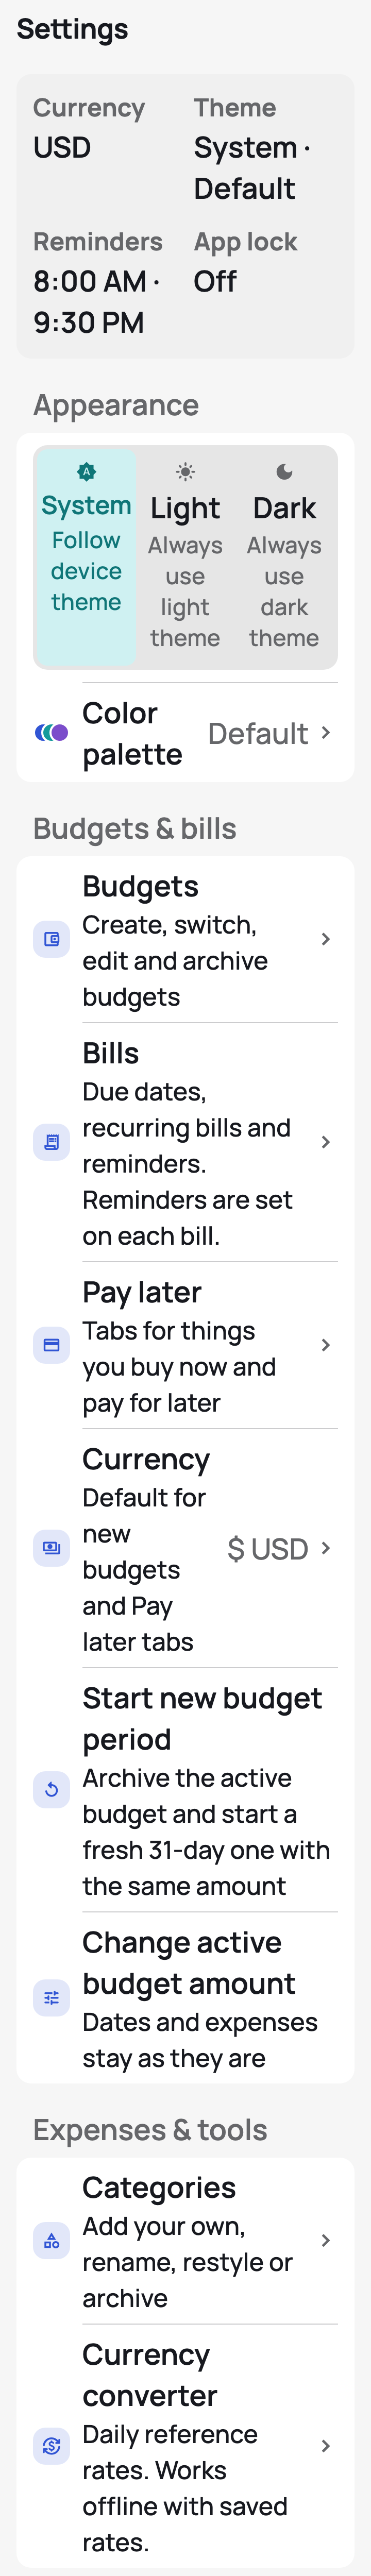 Settings
Currency
USD
Theme
System ·
Default
Reminders
8:00 AM ·
9:30 PM
App lock
Off
Appearance
System
Follow
device
theme
Light
Always
use
light
theme
Dark
Always
use
dark
theme
Color
palette
Default
Budgets & bills
Budgets
Create, switch,
edit and archive
budgets
Bills
Due dates,
recurring bills and
reminders.
Reminders are set
on each bill.
Pay later
Tabs for things
you buy now and
pay for later
Currency
Default for
new
budgets
and Pay
later tabs
$ USD
Start new budget
period
Archive the active
budget and start a
fresh 31-day one with
the same amount
Change active
budget amount
Dates and expenses
stay as they are
Expenses & tools
Categories
Add your own,
rename, restyle or
archive
Currency
converter
Daily reference
rates. Works
offline with saved
rates.